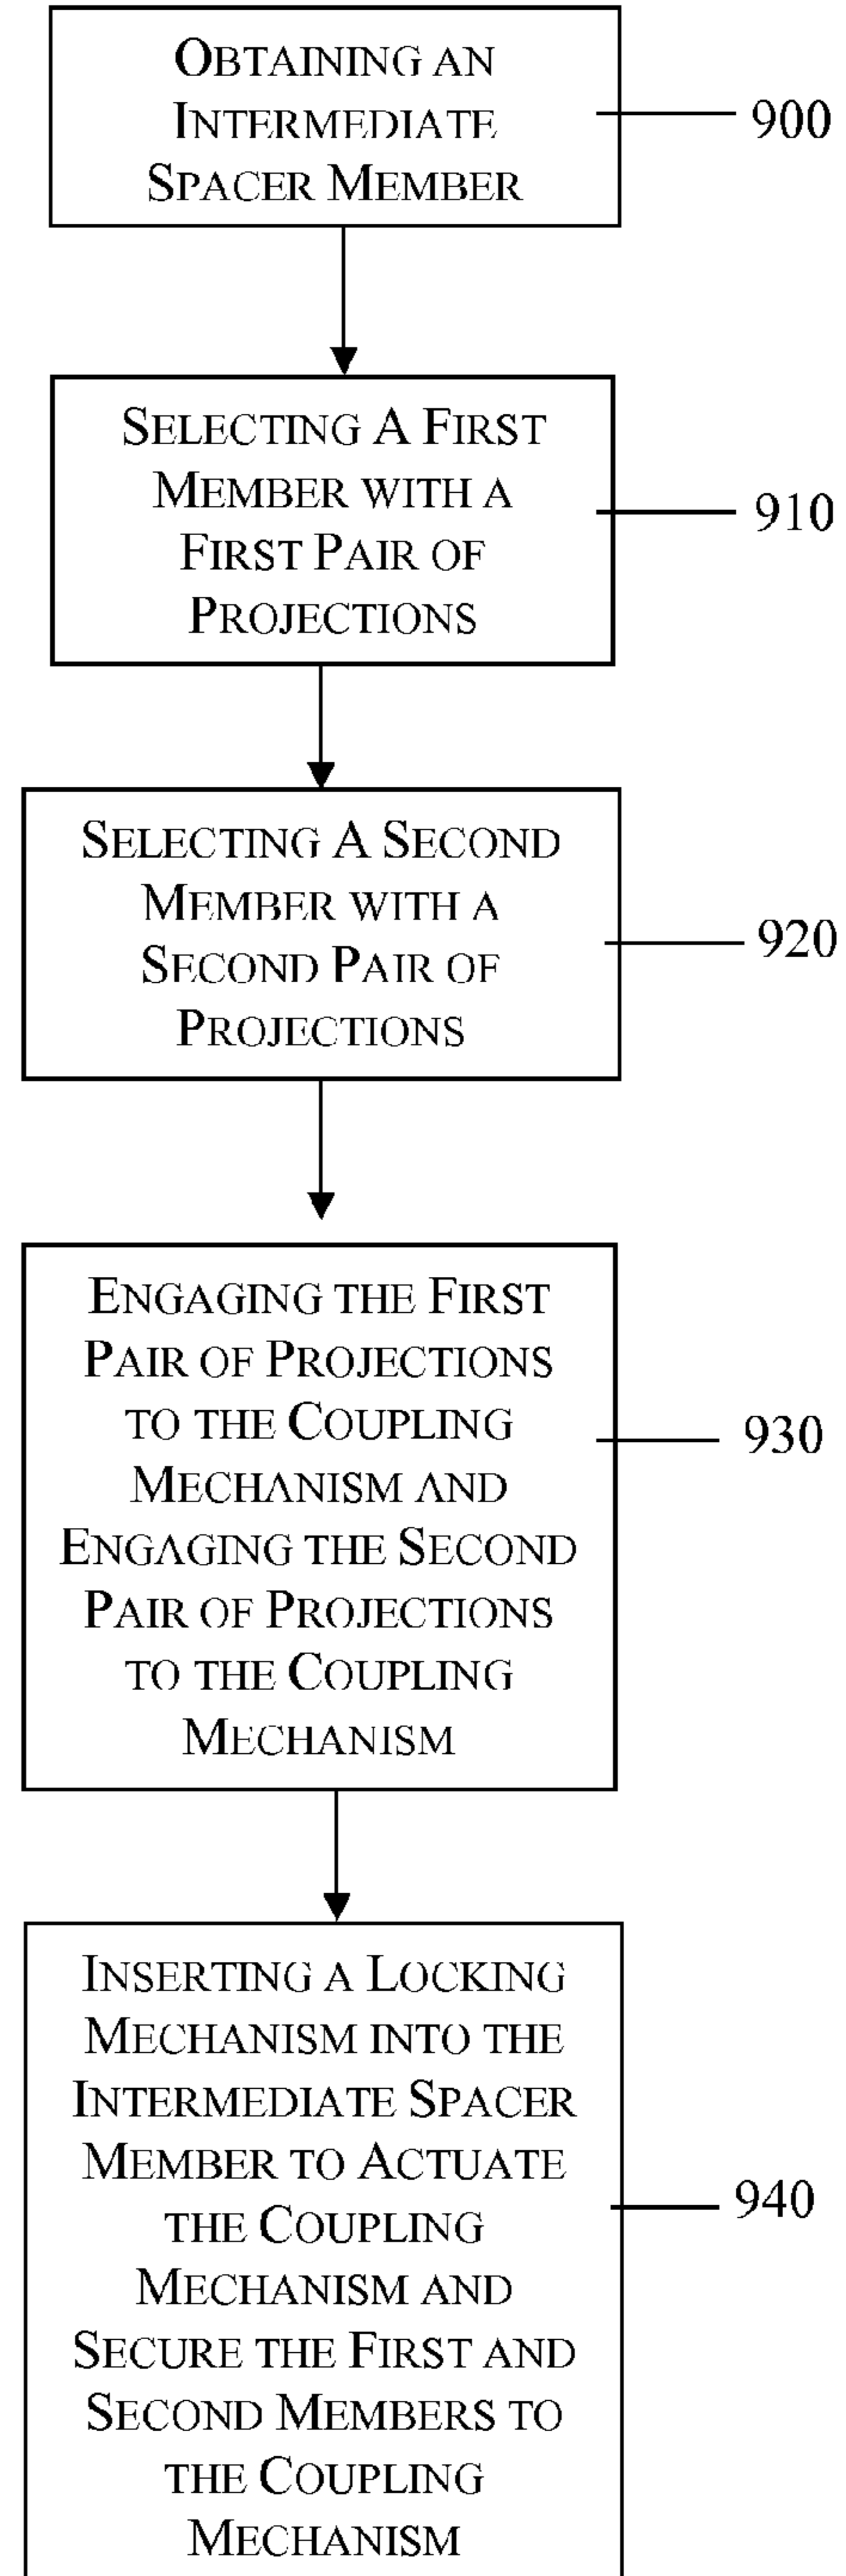 OBTAINING AN
INTERMEDIATE
SPACER MEMBER
900
SELECTING A FIRST
MEMBER WITH A
FIRST PAIR OF
PROJECTIONS
910
SELECTING A SECOND
MEMBER WITH A
SECOND PAIR OF
PROJECTIONS
920
ENGAGING THE FIRST
PAIR OF PROJECTIONS
TO THE COUPLING
MECHANISM AND
ENGAGING THE SECOND
PAIR OF PROJECTIONS
TO THE COUPLING
MECHANISM
930
INSERTING A LOCKING
MECHANISM INTO THE
INTERMEDIATE SPACER
MEMBER TO ACTUATE
THE COUPLING
MECHANISM AND
SECURE THE FIRST AND
SECOND MEMBERS TO
THE COUPLING
MECHANISM
940